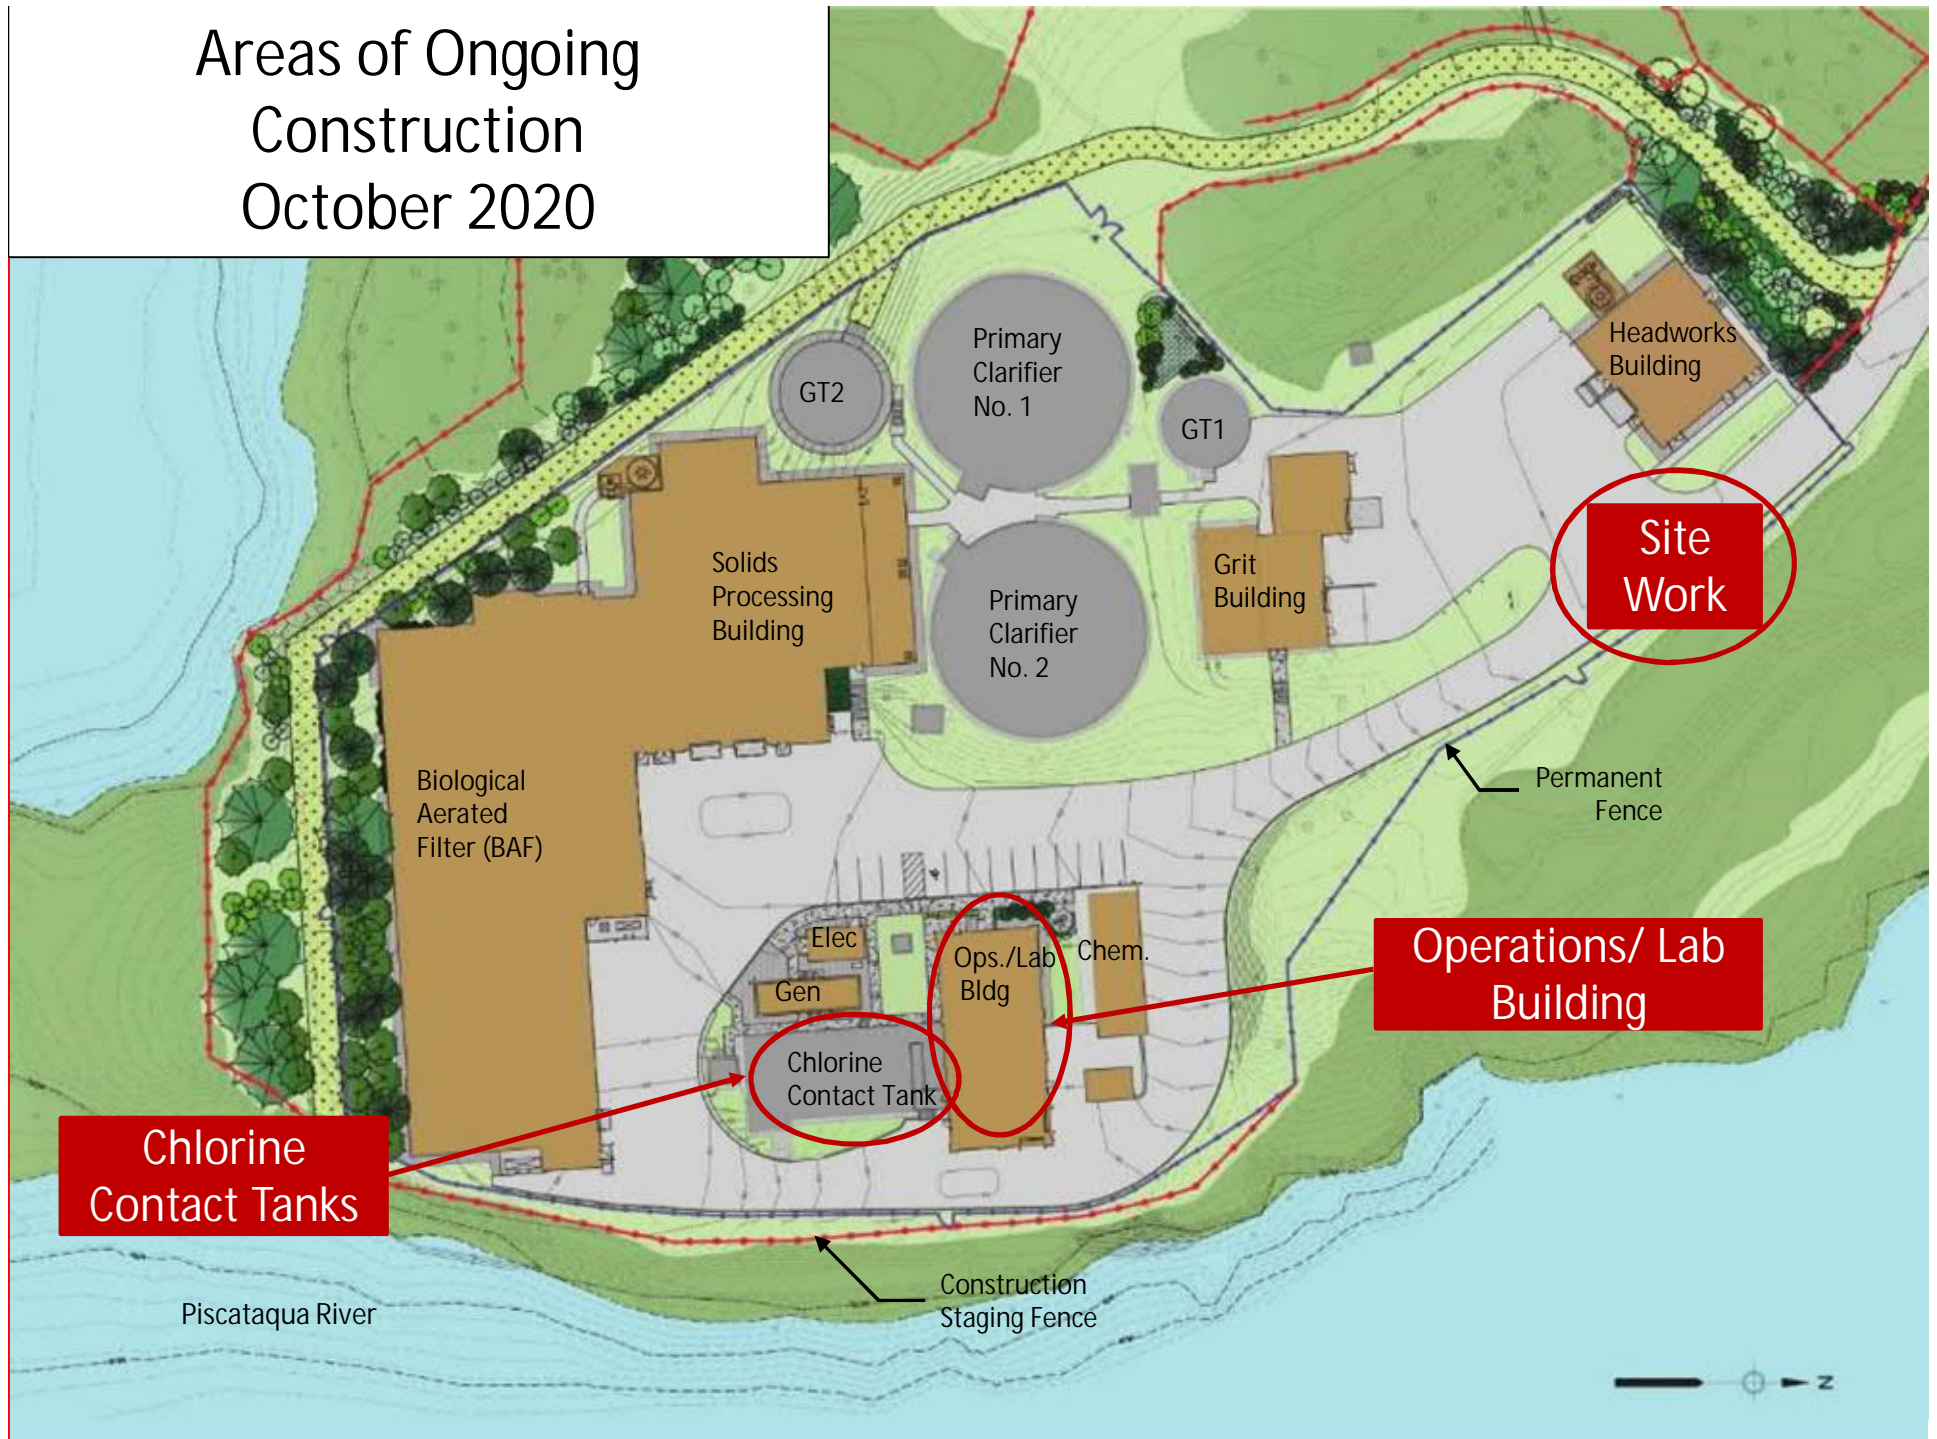 Areas of Ongoing
Construction
October 2020
Primary
Clarifier
No. 1
Headworks
Building
GT2
GT1
Site
Work
Solids
Processing
Building
Grit
Building
Primary
Clarifier
No. 2
Permanent
Fence
Biological
Aerated
Filter (BAF)
Elec
Ops./Lab
Bldg
Chem.
Gen
Operations/ Lab
Building
Chlorine
Contact Tank
Chlorine
Contact Tanks
Construction
Staging Fence
Piscataqua River
N